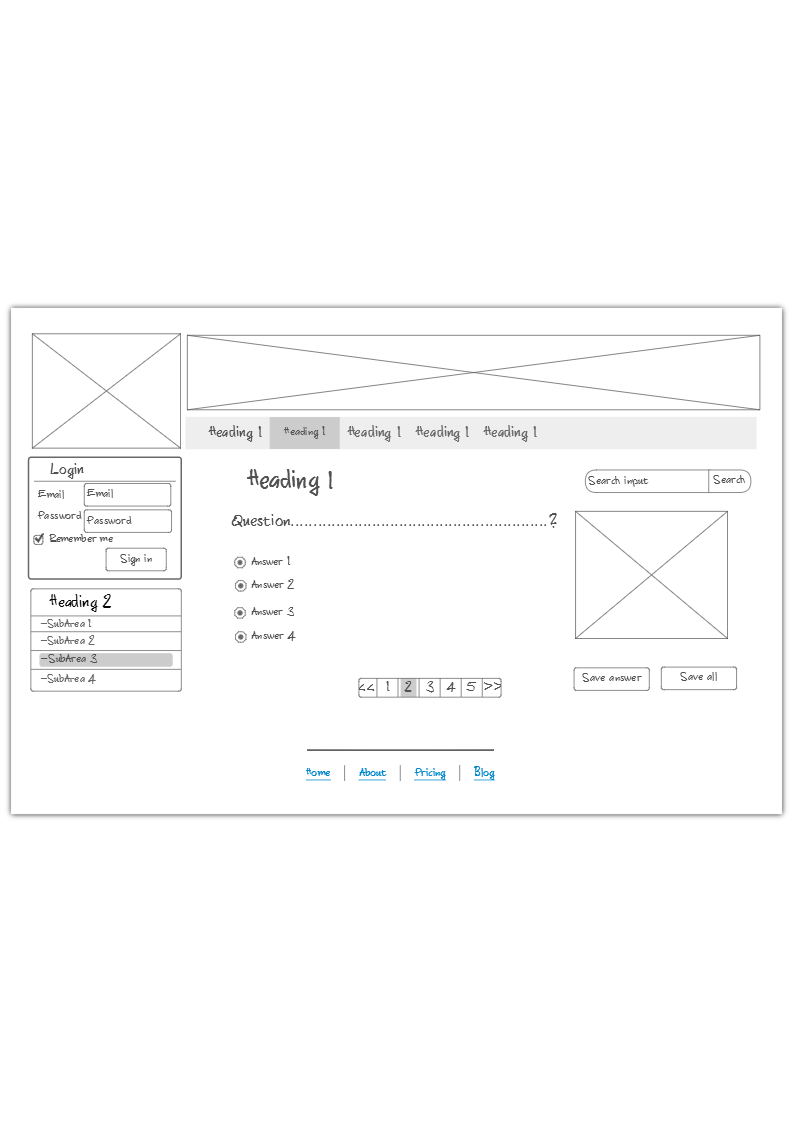 Heading 1 Heading 1 Heading 1 Heading 1 Heading 1
Login
Email Email
Password Password
Remember me
Sign in
Heading 2
-SubArea 1
-SubArea 2
-SubArea 3
-SubArea 4
Heading 1
Search input Search
Question.......................................................?
Answer 1
Answer 2
Answer 3
Answer 4
<< 1 2 3 4 5 >>
Save answer Save all
Home About Pricing Blog